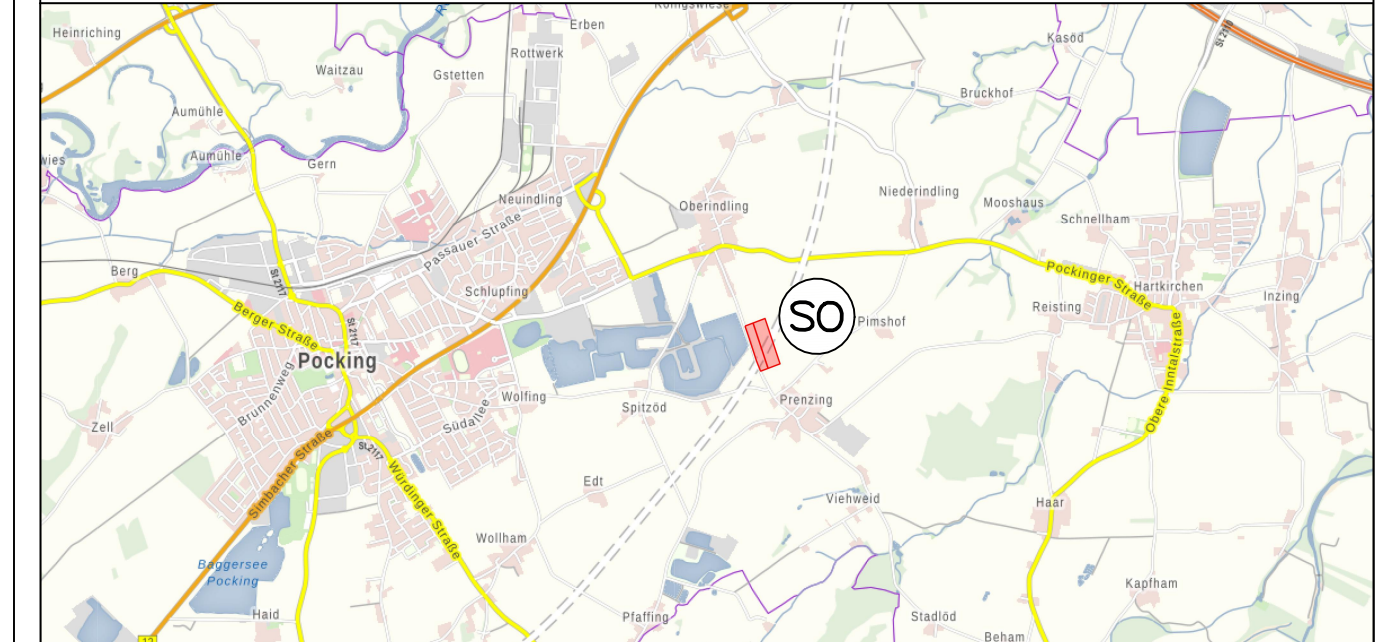 Königswiese
Heinriching
Erben
Rottwerk
Kasöd
St 2110
Waitzau
Gstetten
Bruckhof
Aumühle
Aumühle
wies
Gern
Neuindling
Oberindling
Niederindling
Mooshaus
Schnellham
Passauer Straße
Berg
St 2117
Schlupfing
Pockinger Straße
Hartkirchen
Inzing
Reisting
SO
Pimshof
Berger Straße
St 2117
Pocking
Brunnenweg
Wolfing
Spitzöd
Prenzing
Obere Inntalstraße
Südallee
Zell
Simbacher Straße
St 2117
Würdinger Straße
Edt
Viehweid
Haar
Wollham
Baggersee
Pocking
Kapfham
Haid
Pfaffing
Stadlöd
Beham
12